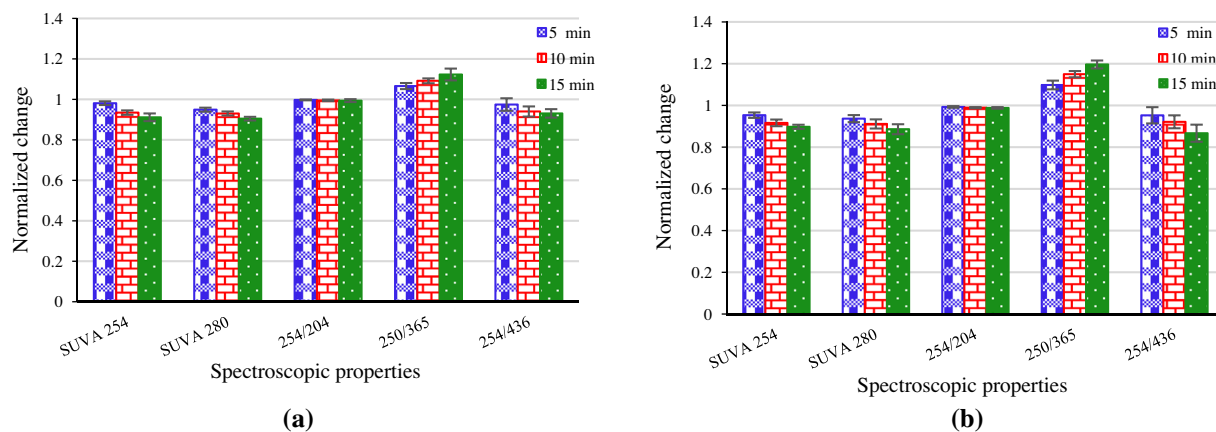 1.4
1.2
1
0.8
0.6
0.4
0.2
0
Normalized change
5 min
10 min
15 min
SUVA 254
SUVA 280
254/204
250/365
254/436
Spectroscopic properties
(a)
1.4
1.2
1
0.8
0.6
0.4
0.2
0
Normalized change
5 min
10 min
15 min
SUVA 254
SUVA 280
254/204
250/365
254/436
Spectroscopic properties
(b)